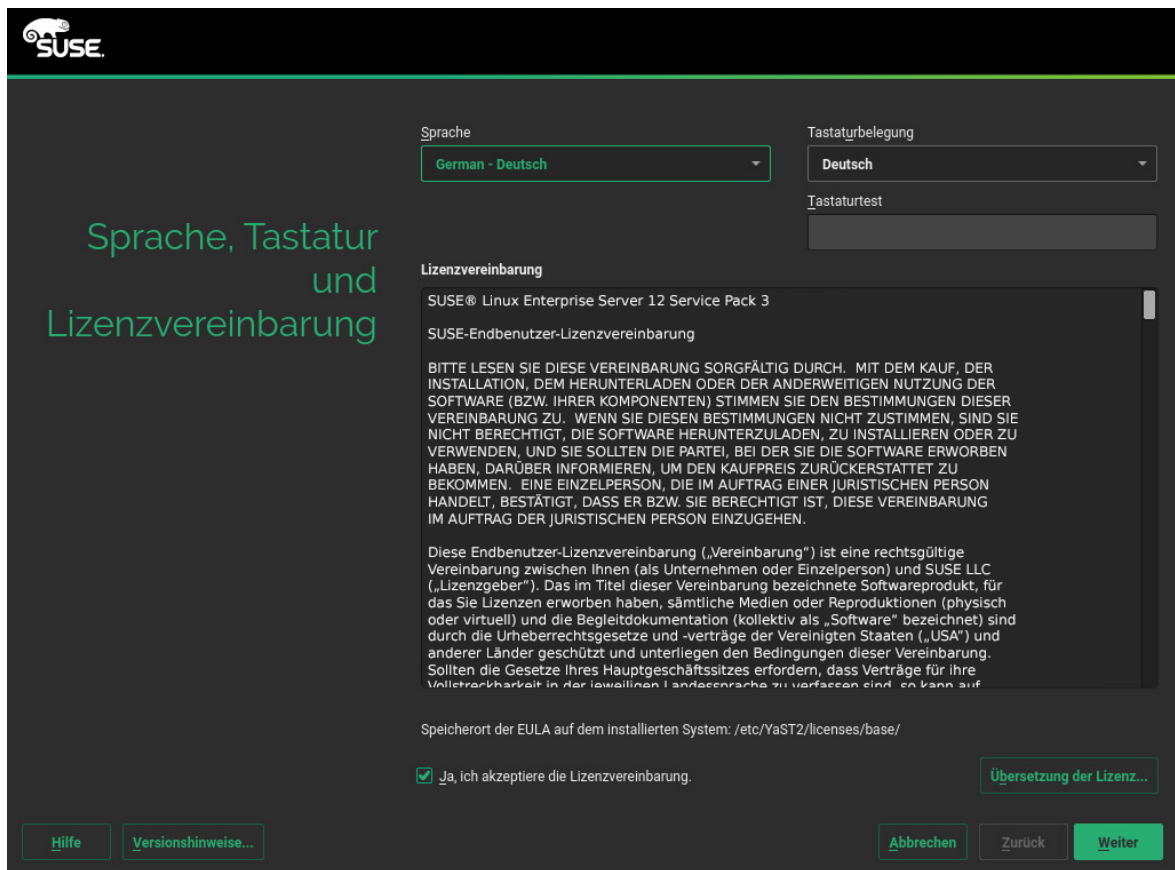 SUSE.
Sprache
Tastaturbelegung
German - Deutsch
Deutsch
Tastaturtest
Sprache, Tastatur
und
Lizenzvereinbarung
Lizenzvereinbarung
SUSE® Linux Enterprise Server 12 Service Pack 3
SUSE-Endbenutzer-Lizenzvereinbarung
BITTE LESEN SIE DIESE VEREINBARUNG SORGFÄLTIG DURCH.  MIT DEM KAUF, DER
INSTALLATION, DEM HERUNTERLADEN ODER DER ANDERWEITIGEN NUTZUNG DER
SOFTWARE (BZW. IHRER KOMPONENTEN) STIMMEN SIE DEN BESTIMMUNGEN DIESER
VEREINBARUNG ZU.  WENN SIE DIESEN BESTIMMUNGEN NICHT ZUSTIMMEN, SIND SIE
NICHT BERECHTIGT, DIE SOFTWARE HERUNTERZULADEN, ZU INSTALLIEREN ODER ZU
VERWENDEN, UND SIE SOLLTEN DIE PARTEI, BEI DER SIE DIE SOFTWARE ERWORBEN
HABEN, DARÜBER INFORMIEREN, UM DEN KAUFPREIS ZURÜCKERSTATTET ZU
BEKOMMEN.  EINE EINZELPERSON, DIE IM AUFTRAG EINER JURISTISCHEN PERSON
HANDELT, BESTÄTIGT, DASS ER BZW. SIE BERECHTIGT IST, DIESE VEREINBARUNG
IM AUFTRAG DER JURISTISCHEN PERSON EINZUGEHEN.
Diese Endbenutzer-Lizenzvereinbarung („Vereinbarung“) ist eine rechtsgültige
Vereinbarung zwischen Ihnen (als Unternehmen oder Einzelperson) und SUSE LLC
(„Lizenzgeber“). Das im Titel dieser Vereinbarung bezeichnete Softwareprodukt, für
das Sie Lizenzen erworben haben, sämtliche Medien oder Reproduktionen (physisch
oder virtuell) und die Begleitdokumentation (kollektiv als „Software“ bezeichnet) sind
durch die Urheberrechtsgesetze und -verträge der Vereinigten Staaten („USA“) und
anderer Länder geschützt und unterliegen den Bedingungen dieser Vereinbarung.
Sollten die Gesetze Ihres Hauptgeschäftssitzes erfordern, dass Verträge für ihre
Vollstreckbarkeit in der jeweiligen Landessprache zu verfassen sind, so kann auf
Speicherort der EULA auf dem installierten System: /etc/YaST2/licenses/base/
Ja, ich akzeptiere die Lizenzvereinbarung.
Übersetzung der Lizenz...
Hilfe
Versionshinweise...
Abbrechen
Zurück
Weiter